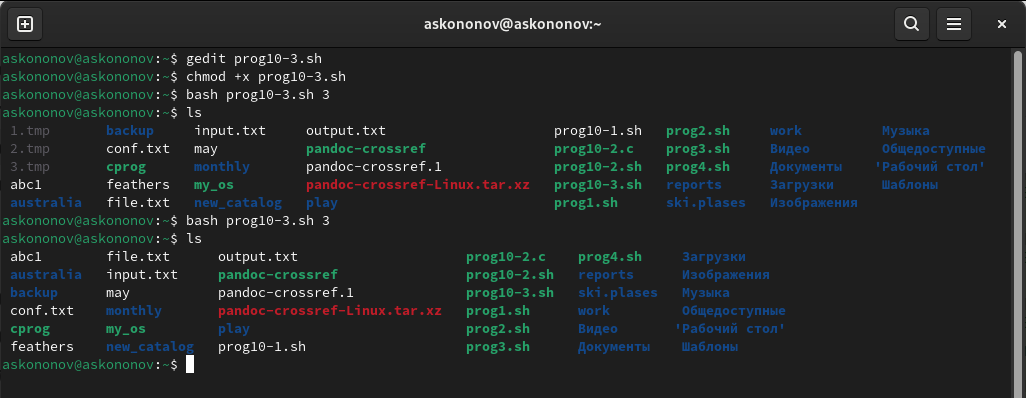 askononov@askononov:~
askononov@askononov:~$ gedit prog10-3.sh
askononov@askononov:~$ chmod +x prog10-3.sh
askononov@askononov:~$ bash prog10-3.sh 3
askononov@askononov:~$ ls
1.tmp backup input.txt output.txt prog10-1.sh prog2.sh work Музыка
2.tmp conf.txt may pandoc-crossref prog10-2.c prog3.sh Видео Общедоступные
3.tmp cprog monthly pandoc-crossref.1 prog10-2.sh prog4.sh Документы 'Рабочий стол'
abc1 feathers my_os pandoc-crossref-Linux.tar.xz prog10-3.sh reports Загрузки Шаблоны
australia file.txt new_catalog play prog1.sh ski.plases Изображения
askononov@askononov:~$ bash prog10-3.sh 3
askononov@askononov:~$ ls
abc1 file.txt output.txt prog10-2.c prog4.sh Загрузки
australia input.txt pandoc-crossref prog10-2.sh reports Изображения
backup may pandoc-crossref.1 prog10-3.sh ski.plases Музыка
conf.txt monthly pandoc-crossref-Linux.tar.xz prog1.sh work Общедоступные
cprog my_os play prog2.sh Видео 'Рабочий стол'
feathers new_catalog prog10-1.sh prog3.sh Документы Шаблоны
askononov@askononov:~$